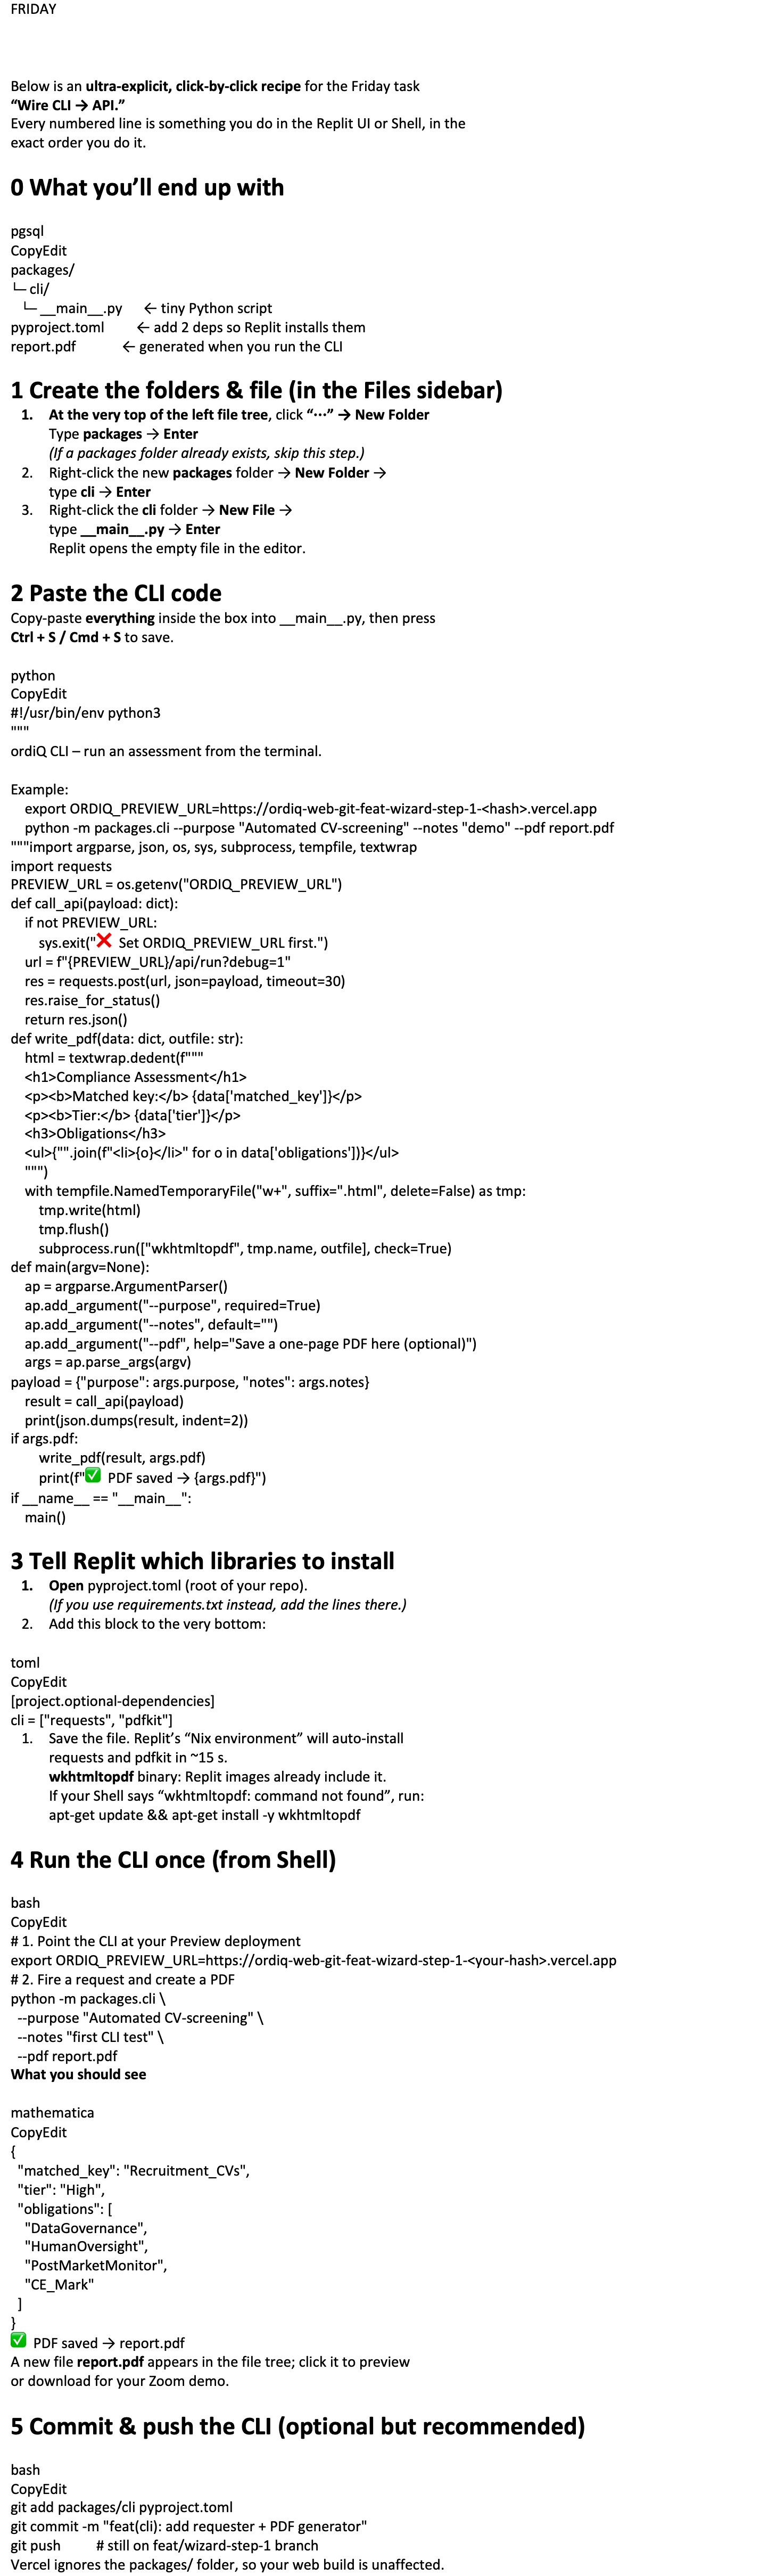 FRIDAY
Below is an ultra-explicit, click-by-click recipe for the Friday task
“Wire CLI → API.”
Every numbered line is something you do in the Replit UI or Shell, in the
exact order you do it.
0 What you’ll end up with
pgsql
CopyEdit
packages/
└─ cli/
   └─ __main__.py      ← tiny Python script
pyproject.toml         ← add 2 deps so Replit installs them
report.pdf             ← generated when you run the CLI
1 Create the folders & file (in the Files sidebar)
1. At the very top of the left file tree, click “⋯” → New Folder
Type packages → Enter
(If a packages folder already exists, skip this step.)
2. Right-click the new packages folder → New Folder →
type cli → Enter
3. Right-click the cli folder → New File →
type __main__.py → Enter
Replit opens the empty file in the editor.
2 Paste the CLI code
Copy-paste everything inside the box into __main__.py, then press
Ctrl + S / Cmd + S to save.
python
CopyEdit
#!/usr/bin/env python3
"""
ordiQ CLI – run an assessment from the terminal.
Example:
    export ORDIQ_PREVIEW_URL=https://ordiq-web-git-feat-wizard-step-1-<hash>.vercel.app
    python -m packages.cli --purpose "Automated CV-screening" --notes "demo" --pdf report.pdf
"""import argparse, json, os, sys, subprocess, tempfile, textwrap
import requests
PREVIEW_URL = os.getenv("ORDIQ_PREVIEW_URL")
def call_api(payload: dict):
    if not PREVIEW_URL:
        sys.exit("❌ Set ORDIQ_PREVIEW_URL first.")
    url = f"{PREVIEW_URL}/api/run?debug=1"
    res = requests.post(url, json=payload, timeout=30)
    res.raise_for_status()
    return res.json()
def write_pdf(data: dict, outfile: str):
    html = textwrap.dedent(f"""
    <h1>Compliance Assessment</h1>
    <p><b>Matched key:</b> {data['matched_key']}</p>
    <p><b>Tier:</b> {data['tier']}</p>
    <h3>Obligations</h3>
    <ul>{"".join(f"<li>{o}</li>" for o in data['obligations'])}</ul>
    """)
    with tempfile.NamedTemporaryFile("w+", suffix=".html", delete=False) as tmp:
        tmp.write(html)
        tmp.flush()
        subprocess.run(["wkhtmltopdf", tmp.name, outfile], check=True)
def main(argv=None):
    ap = argparse.ArgumentParser()
    ap.add_argument("--purpose", required=True)
    ap.add_argument("--notes", default="")
    ap.add_argument("--pdf", help="Save a one-page PDF here (optional)")
    args = ap.parse_args(argv)
payload = {"purpose": args.purpose, "notes": args.notes}
    result = call_api(payload)
    print(json.dumps(result, indent=2))
if args.pdf:
        write_pdf(result, args.pdf)
        print(f"✅ PDF saved → {args.pdf}")
if __name__ == "__main__":
    main()
3 Tell Replit which libraries to install
1. Open pyproject.toml (root of your repo).
(If you use requirements.txt instead, add the lines there.)
2. Add this block to the very bottom:
toml
CopyEdit
[project.optional-dependencies]
cli = ["requests", "pdfkit"]
1. Save the file. Replit’s “Nix environment” will auto-install
requests and pdfkit in ~15 s.
wkhtmltopdf binary: Replit images already include it.
If your Shell says “wkhtmltopdf: command not found”, run:
apt-get update && apt-get install -y wkhtmltopdf
4 Run the CLI once (from Shell)
bash
CopyEdit
# 1. Point the CLI at your Preview deployment
export ORDIQ_PREVIEW_URL=https://ordiq-web-git-feat-wizard-step-1-<your-hash>.vercel.app
# 2. Fire a request and create a PDF
python -m packages.cli \
  --purpose "Automated CV-screening" \
  --notes "first CLI test" \
  --pdf report.pdf
What you should see
mathematica
CopyEdit
{
  "matched_key": "Recruitment_CVs",
  "tier": "High",
  "obligations": [
    "DataGovernance",
    "HumanOversight",
    "PostMarketMonitor",
    "CE_Mark"
  ]
}
✅ PDF saved → report.pdf
A new file report.pdf appears in the file tree; click it to preview
or download for your Zoom demo.
5 Commit & push the CLI (optional but recommended)
bash
CopyEdit
git add packages/cli pyproject.toml
git commit -m "feat(cli): add requester + PDF generator"
git push          # still on feat/wizard-step-1 branch
Vercel ignores the packages/ folder, so your web build is unaffected.